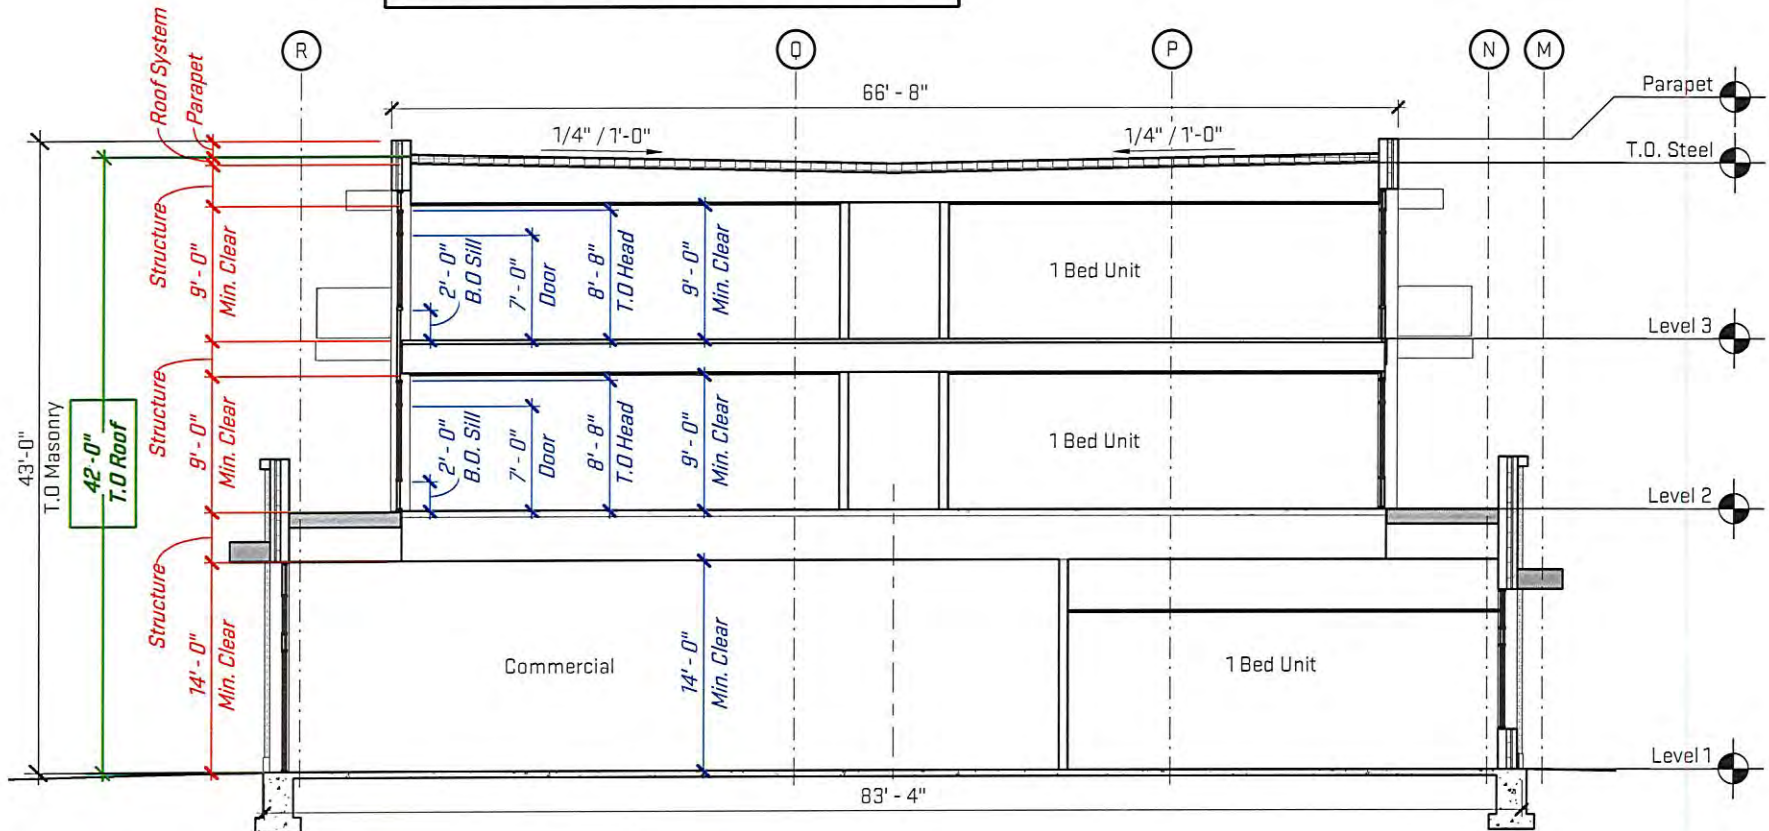 R
Q
P
N
M
Roof System
Parapet
66' - 8"
Parapet
1/4" / 1'-0"
1/4" / 1'-0"
T.O. Steel
Structure
9' - 0"
Min. Clear
2' - 0"
B.O Sill
7' - 0"
Door
8' - 8"
T.O Head
9' - 0"
Min. Clear
1 Bed Unit
Level 3
Structure
9' - 0"
Min. Clear
2' - 0"
B.O. Sill
7' - 0"
Door
8' - 8"
T.O Head
9' - 0"
Min. Clear
1 Bed Unit
43'-0"
T.O Masonry
42'-0"
T.O Roof
Level 2
Structure
14' - 0"
Min. Clear
Commercial
14' - 0"
Min. Clear
1 Bed Unit
Level 1
83' - 4"